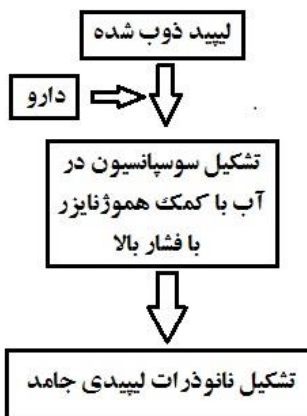 لیپید ذوب شده
دارو
تشکیل سوسپانسیون در
آب با کمک هموژنایزر
با فشار بالا
تشکیل نانوذرات لیپیدی جامد